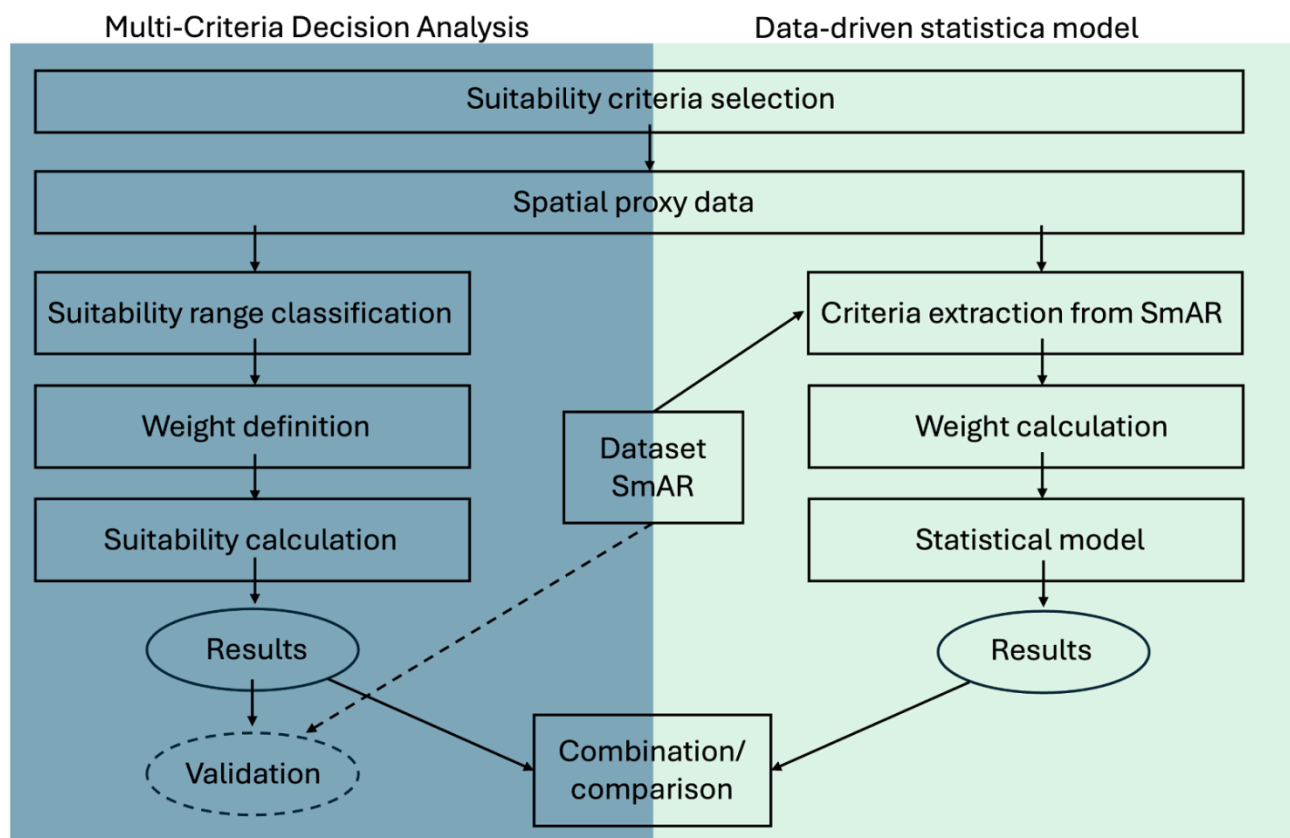 Multi-Criteria Decision Analysis
Data-driven statistica model
Suitability criteria selection
Spatial proxy data
Suitability range classification
Criteria extraction from SmAR
Weight definition
Weight calculation
Dataset
SmAR
Suitability calculation
Statistical model
Results
Results
Validation
Combination/
comparison